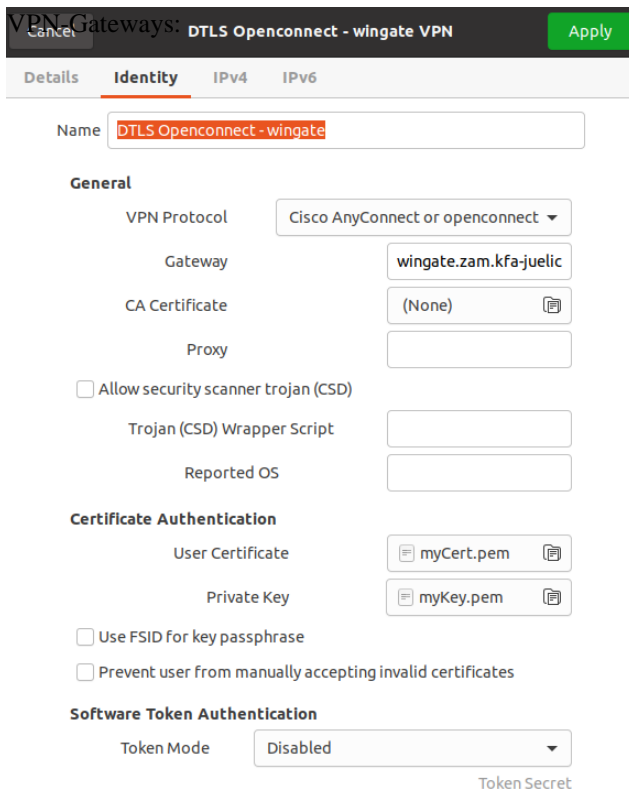 VPN-Gateways:
Cancel DTLS Openconnect - wingate VPN Apply
Details Identity IPv4 IPv6
Name DTLS Openconnect - wingate
General
VPN Protocol Cisco AnyConnect or openconnect
Gateway wingate.zam.kfa-juelic
CA Certificate (None)
Proxy
Allow security scanner trojan (CSD)
Trojan (CSD) Wrapper Script
Reported OS
Certificate Authentication
User Certificate myCert.pem
Private Key myKey.pem
Use FSID for key passphrase
Prevent user from manually accepting invalid certificates
Software Token Authentication
Token Mode Disabled
Token Secret